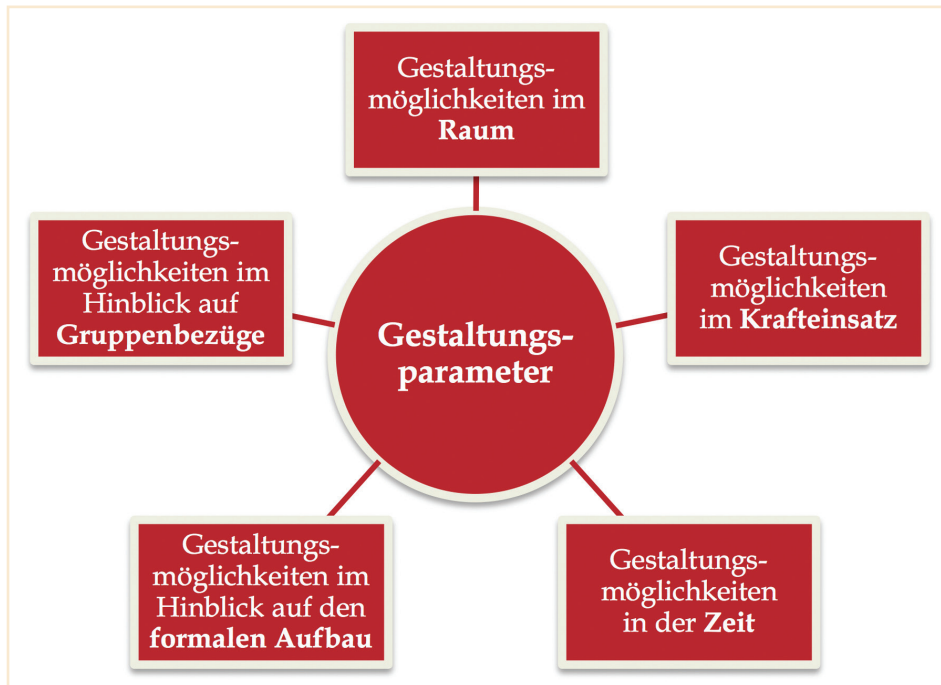 Gestaltungs-
möglichkeiten im
Raum
Gestaltungs-
möglichkeiten im
Hinblick auf
Gruppenbezüge
Gestaltungs-
möglichkeiten
im Krafteinsatz
Gestaltungs-
parameter
Gestaltungs-
möglichkeiten im
Hinblick auf den
formalen Aufbau
Gestaltungs-
möglichkeiten
in der Zeit